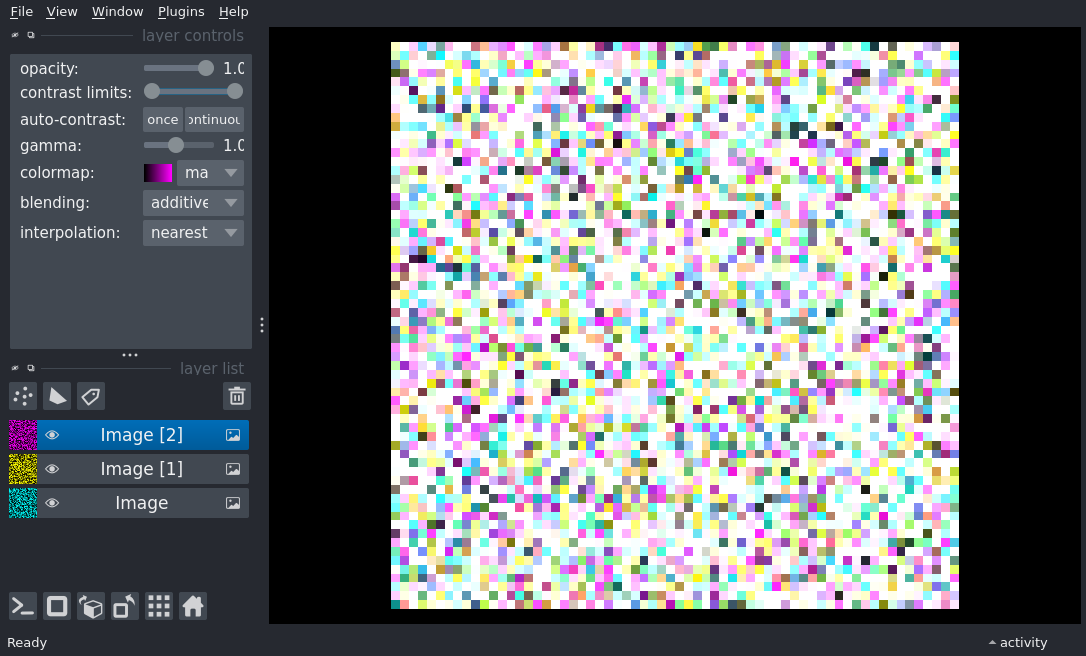 File View Window Plugins Help
layer controls
opacity: 1.0
contrast limits:
auto-contrast: once ontinuou
gamma: 1.0
colormap: ma
blending: additive
interpolation: nearest
layer list
Image [2]
Image [1]
Image
Ready
activity